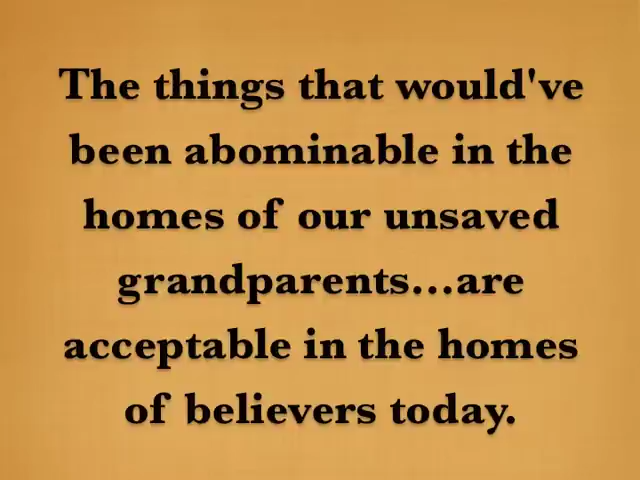 The things that would've
been abominable in the
homes of our unsaved
grandparents...are
acceptable in the homes
of believers today.